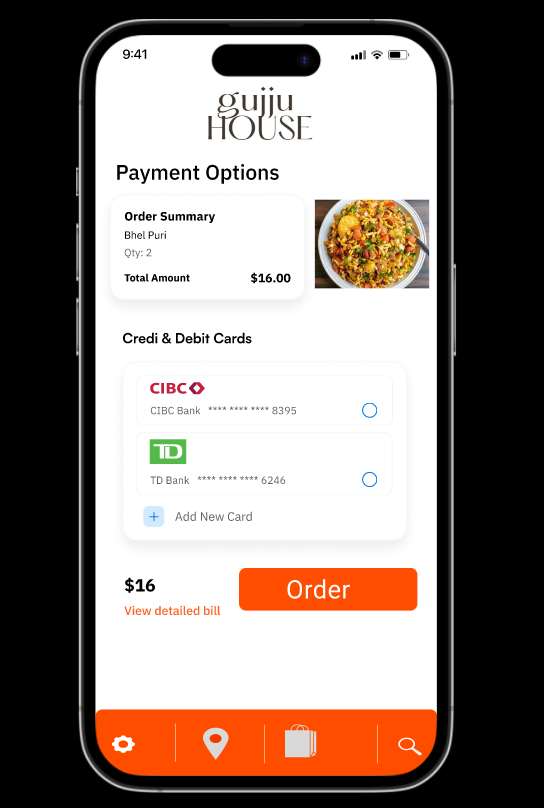 9:41
gujju
HOUSE
Payment Options
Order Summary
Bhel Puri
Qty: 2
Total Amount $16.00
Credi & Debit Cards
CIBC
CIBC Bank **** **** **** 8395
TD
TD Bank **** **** **** 6246
+ Add New Card
$16
Order
View detailed bill